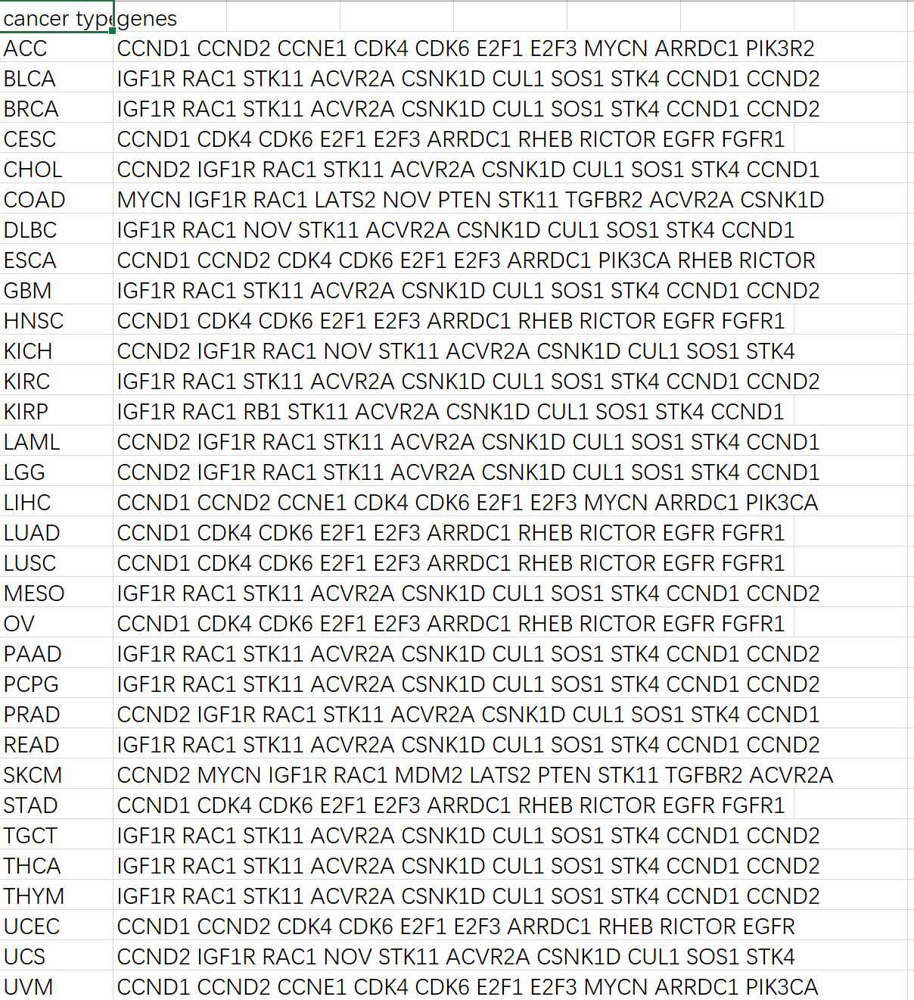 cancer type genes
ACC CCND1 CCND2 CCNE1 CDK4 CDK6 E2F1 E2F3 MYCN ARRDC1 PIK3R2
BLCA IGF1R RAC1 STK11 ACVR2A CSNK1D CUL1 SOS1 STK4 CCND1 CCND2
BRCA IGF1R RAC1 STK11 ACVR2A CSNK1D CUL1 SOS1 STK4 CCND1 CCND2
CESC CCND1 CDK4 CDK6 E2F1 E2F3 ARRDC1 RHEB RICTOR EGFR FGFR1
CHOL CCND2 IGF1R RAC1 STK11 ACVR2A CSNK1D CUL1 SOS1 STK4 CCND1
COAD MYCN IGF1R RAC1 LATS2 NOV PTEN STK11 TGFBR2 ACVR2A CSNK1D
DLBC IGF1R RAC1 NOV STK11 ACVR2A CSNK1D CUL1 SOS1 STK4 CCND1
ESCA CCND1 CCND2 CDK4 CDK6 E2F1 E2F3 ARRDC1 PIK3CA RHEB RICTOR
GBM IGF1R RAC1 STK11 ACVR2A CSNK1D CUL1 SOS1 STK4 CCND1 CCND2
HNSC CCND1 CDK4 CDK6 E2F1 E2F3 ARRDC1 RHEB RICTOR EGFR FGFR1
KICH CCND2 IGF1R RAC1 NOV STK11 ACVR2A CSNK1D CUL1 SOS1 STK4
KIRC IGF1R RAC1 STK11 ACVR2A CSNK1D CUL1 SOS1 STK4 CCND1 CCND2
KIRP IGF1R RAC1 RB1 STK11 ACVR2A CSNK1D CUL1 SOS1 STK4 CCND1
LAML CCND2 IGF1R RAC1 STK11 ACVR2A CSNK1D CUL1 SOS1 STK4 CCND1
LGG CCND2 IGF1R RAC1 STK11 ACVR2A CSNK1D CUL1 SOS1 STK4 CCND1
LIHC CCND1 CCND2 CCNE1 CDK4 CDK6 E2F1 E2F3 MYCN ARRDC1 PIK3CA
LUAD CCND1 CDK4 CDK6 E2F1 E2F3 ARRDC1 RHEB RICTOR EGFR FGFR1
LUSC CCND1 CDK4 CDK6 E2F1 E2F3 ARRDC1 RHEB RICTOR EGFR FGFR1
MESO IGF1R RAC1 STK11 ACVR2A CSNK1D CUL1 SOS1 STK4 CCND1 CCND2
OV CCND1 CDK4 CDK6 E2F1 E2F3 ARRDC1 RHEB RICTOR EGFR FGFR1
PAAD IGF1R RAC1 STK11 ACVR2A CSNK1D CUL1 SOS1 STK4 CCND1 CCND2
PCPG IGF1R RAC1 STK11 ACVR2A CSNK1D CUL1 SOS1 STK4 CCND1 CCND2
PRAD CCND2 IGF1R RAC1 STK11 ACVR2A CSNK1D CUL1 SOS1 STK4 CCND1
READ IGF1R RAC1 STK11 ACVR2A CSNK1D CUL1 SOS1 STK4 CCND1 CCND2
SKCM CCND2 MYCN IGF1R RAC1 MDM2 LATS2 PTEN STK11 TGFBR2 ACVR2A
STAD CCND1 CDK4 CDK6 E2F1 E2F3 ARRDC1 RHEB RICTOR EGFR FGFR1
TGCT IGF1R RAC1 STK11 ACVR2A CSNK1D CUL1 SOS1 STK4 CCND1 CCND2
THCA IGF1R RAC1 STK11 ACVR2A CSNK1D CUL1 SOS1 STK4 CCND1 CCND2
THYM IGF1R RAC1 STK11 ACVR2A CSNK1D CUL1 SOS1 STK4 CCND1 CCND2
UCEC CCND1 CCND2 CDK4 CDK6 E2F1 E2F3 ARRDC1 RHEB RICTOR EGFR
UCS CCND2 IGF1R RAC1 NOV STK11 ACVR2A CSNK1D CUL1 SOS1 STK4
UVM CCND1 CCND2 CCNE1 CDK4 CDK6 E2F1 E2F3 MYCN ARRDC1 PIK3CA